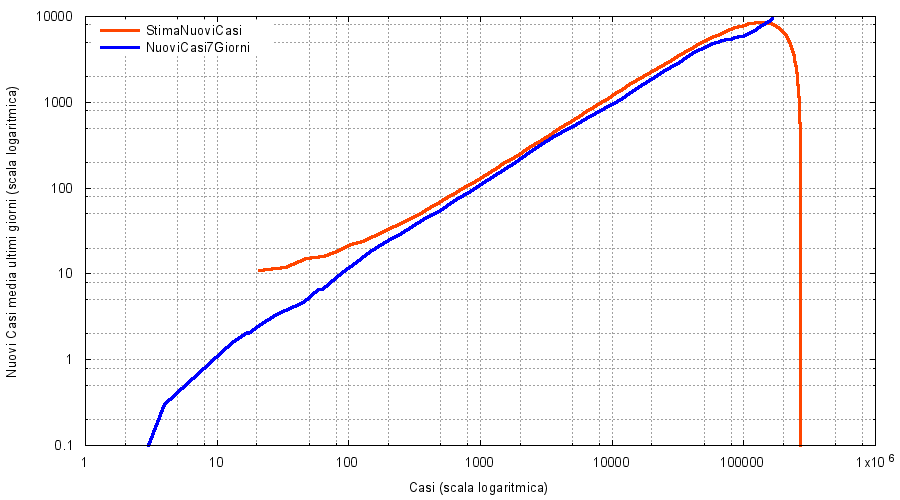 StimaNuoviCasi
NuoviCasi7Giorni
Nuovi Casi media ultimi giorni (scala logaritmica)
10000
1000
100
10
1
0.1
1 10 100 1000 10000 100000 1x10 6
Casi (scala logaritmica)